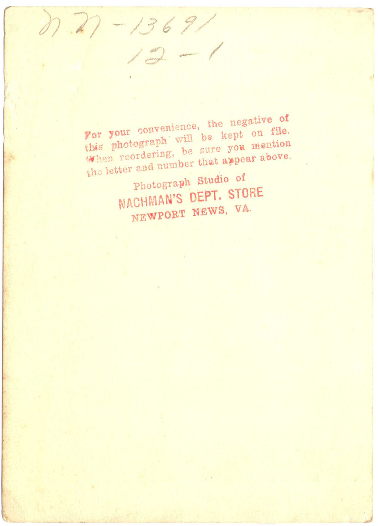 NN-13691
12-1
For your convenience, the negative of
this photograph will be kept on file.
When reordering, be sure you mention
the letter and number that appear above.
Photograph Studio of
NACHMAN'S DEPT. STORE
NEWPORT NEWS, VA.